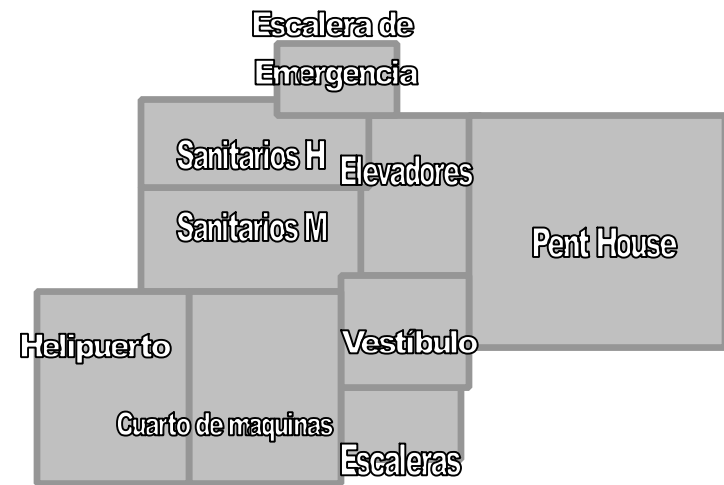 Escalera de
Emergencia
Sanitarios H
Elevadores
Sanitarios M
Pent House
Helipuerto
Vestíbulo
Cuarto de maquinas
Escaleras